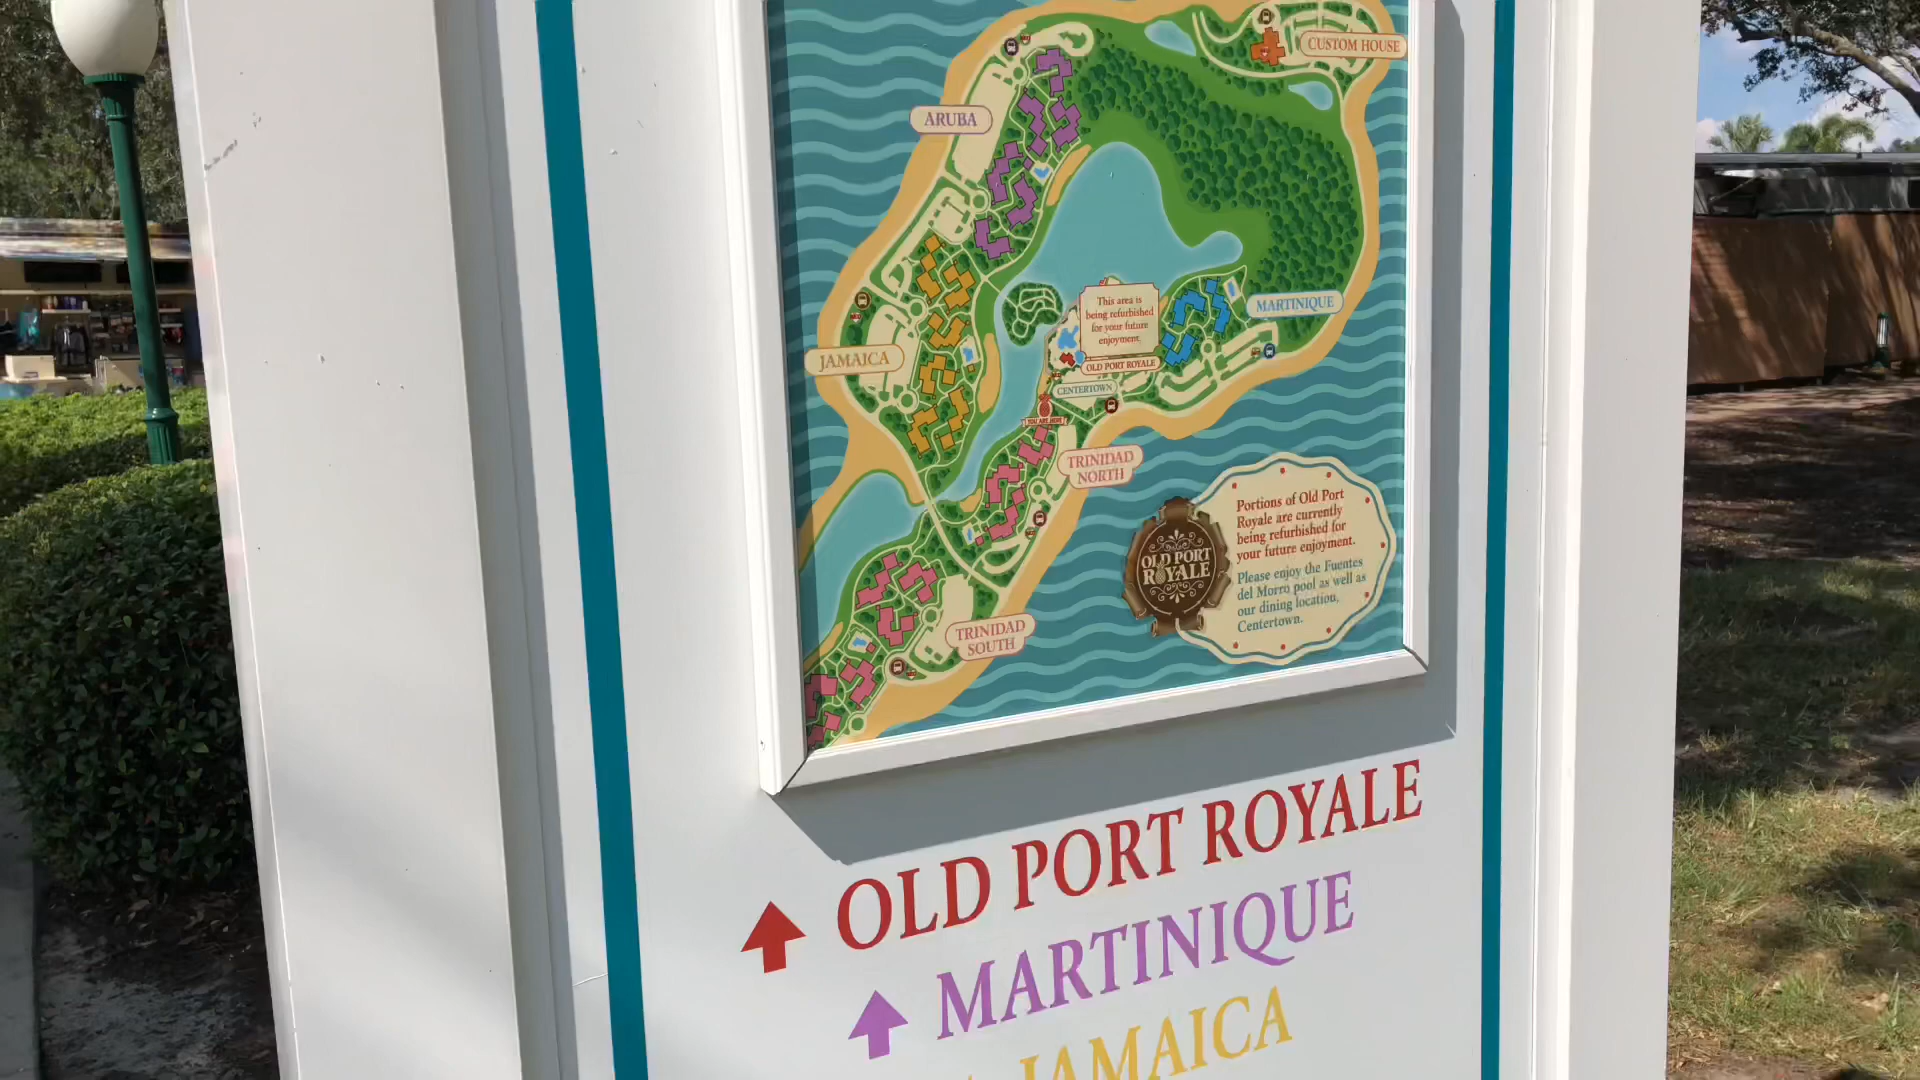 CUSTOM HOUSE
ARUBA
MARTINIQUE
This area is
being refurbished
for your future
enjoyment.
JAMAICA
OLD PORT ROYALE
CENTERTOWN
YOU ARE HERE
TRINIDAD
NORTH
Portions of Old Port
Royale are currently
being refurbished for
your future enjoyment.
Please enjoy the Fuentes
del Morro pool as well as
our dining location,
Centertown.
OLD PORT
ROYALE
TRINIDAD
SOUTH
OLD PORT ROYALE
MARTINIQUE
JAMAICA